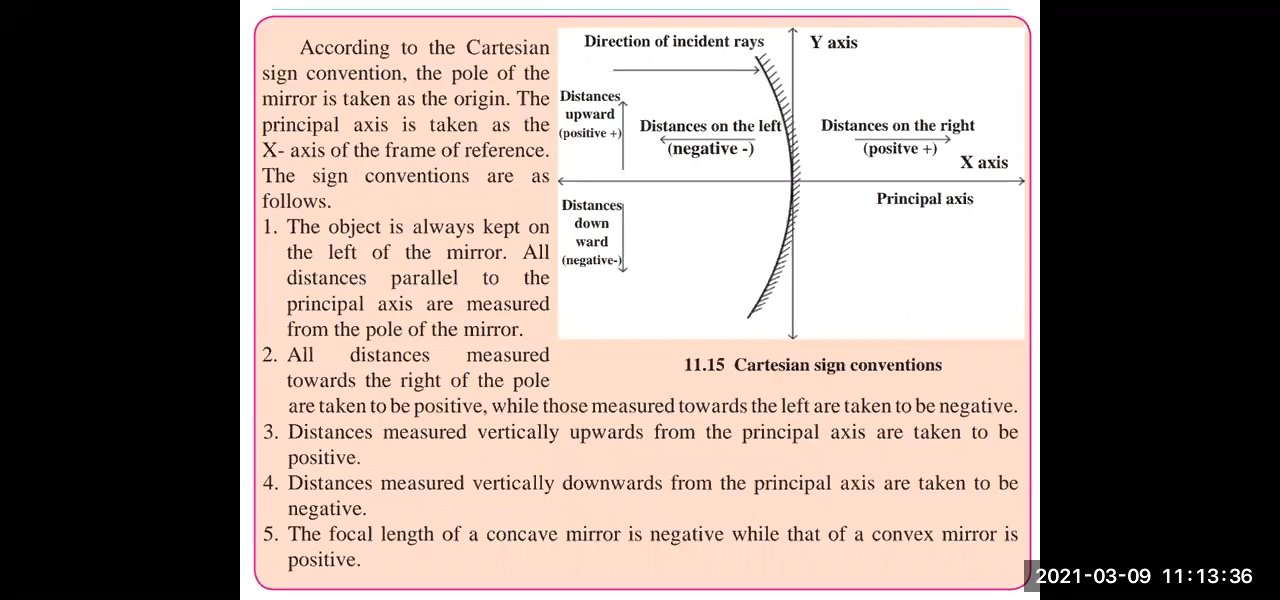 According to the Cartesian
sign convention, the pole of the
mirror is taken as the origin. The
principal axis is taken as the
X- axis of the frame of reference.
The sign conventions are as
follows.
1. The object is always kept on
the left of the mirror. All
distances parallel to the
principal axis are measured
from the pole of the mirror.
2. All distances measured
towards the right of the pole
are taken to be positive, while those measured towards the left are taken to be negative.
3. Distances measured vertically upwards from the principal axis are taken to be
positive.
4. Distances measured vertically downwards from the principal axis are taken to be
negative.
5. The focal length of a concave mirror is negative while that of a convex mirror is
positive.
Direction of incident rays
Y axis
Distances
upward
(positive +)
Distances on the left
(negative -)
Distances on the right
(positve +)
X axis
Principal axis
Distances
down
ward
(negative-)
11.15 Cartesian sign conventions
2021-03-09 11:13:36